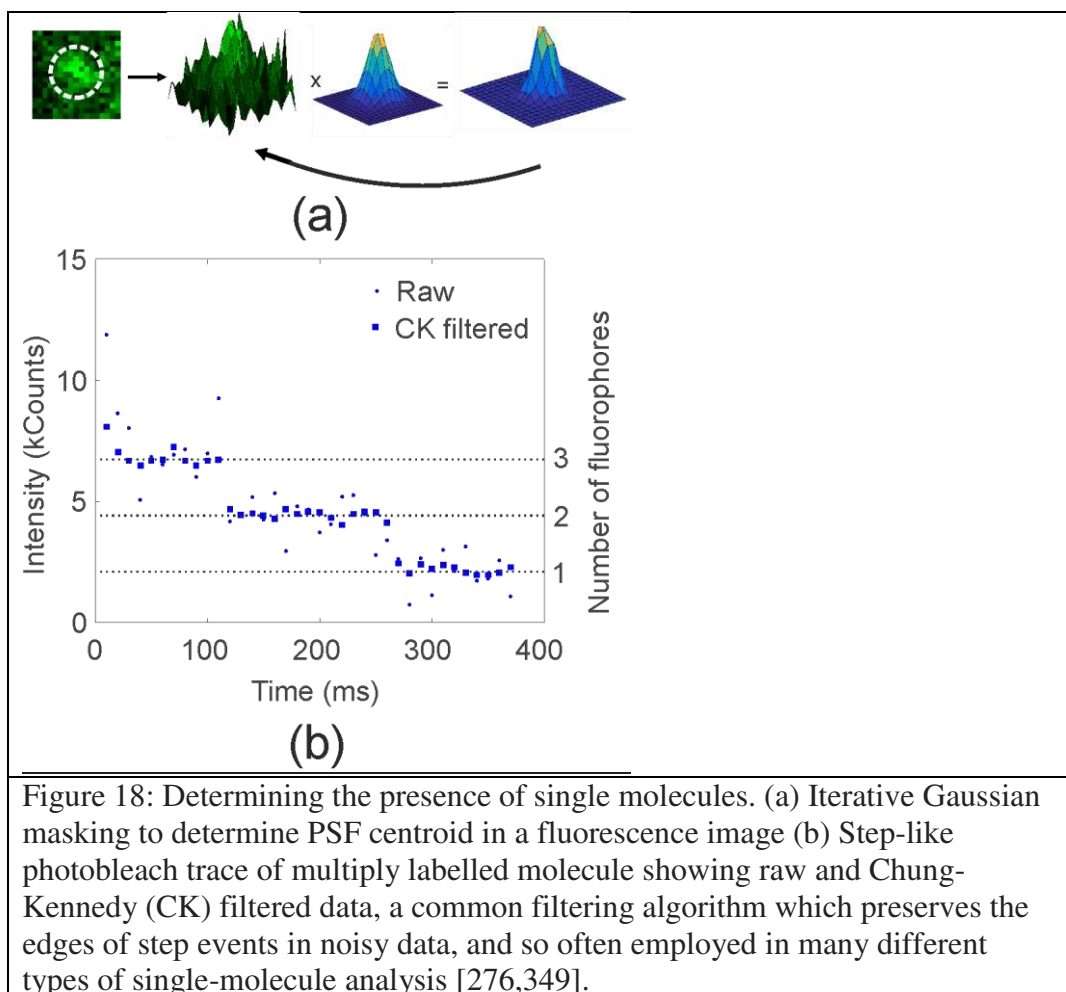 x
=
(a)
15
10
5
0
Intensity (kCounts)
Raw
CK filtered
3
2
1
Number of fluorophores
0 100 200 300 400
Time (ms)
(b)
Figure 18: Determining the presence of single molecules. (a) Iterative Gaussian
masking to determine PSF centroid in a fluorescence image (b) Step-like
photobleach trace of multiply labelled molecule showing raw and Chung-
Kennedy (CK) filtered data, a common filtering algorithm which preserves the
edges of step events in noisy data, and so often employed in many different
types of single-molecule analysis [276,349].